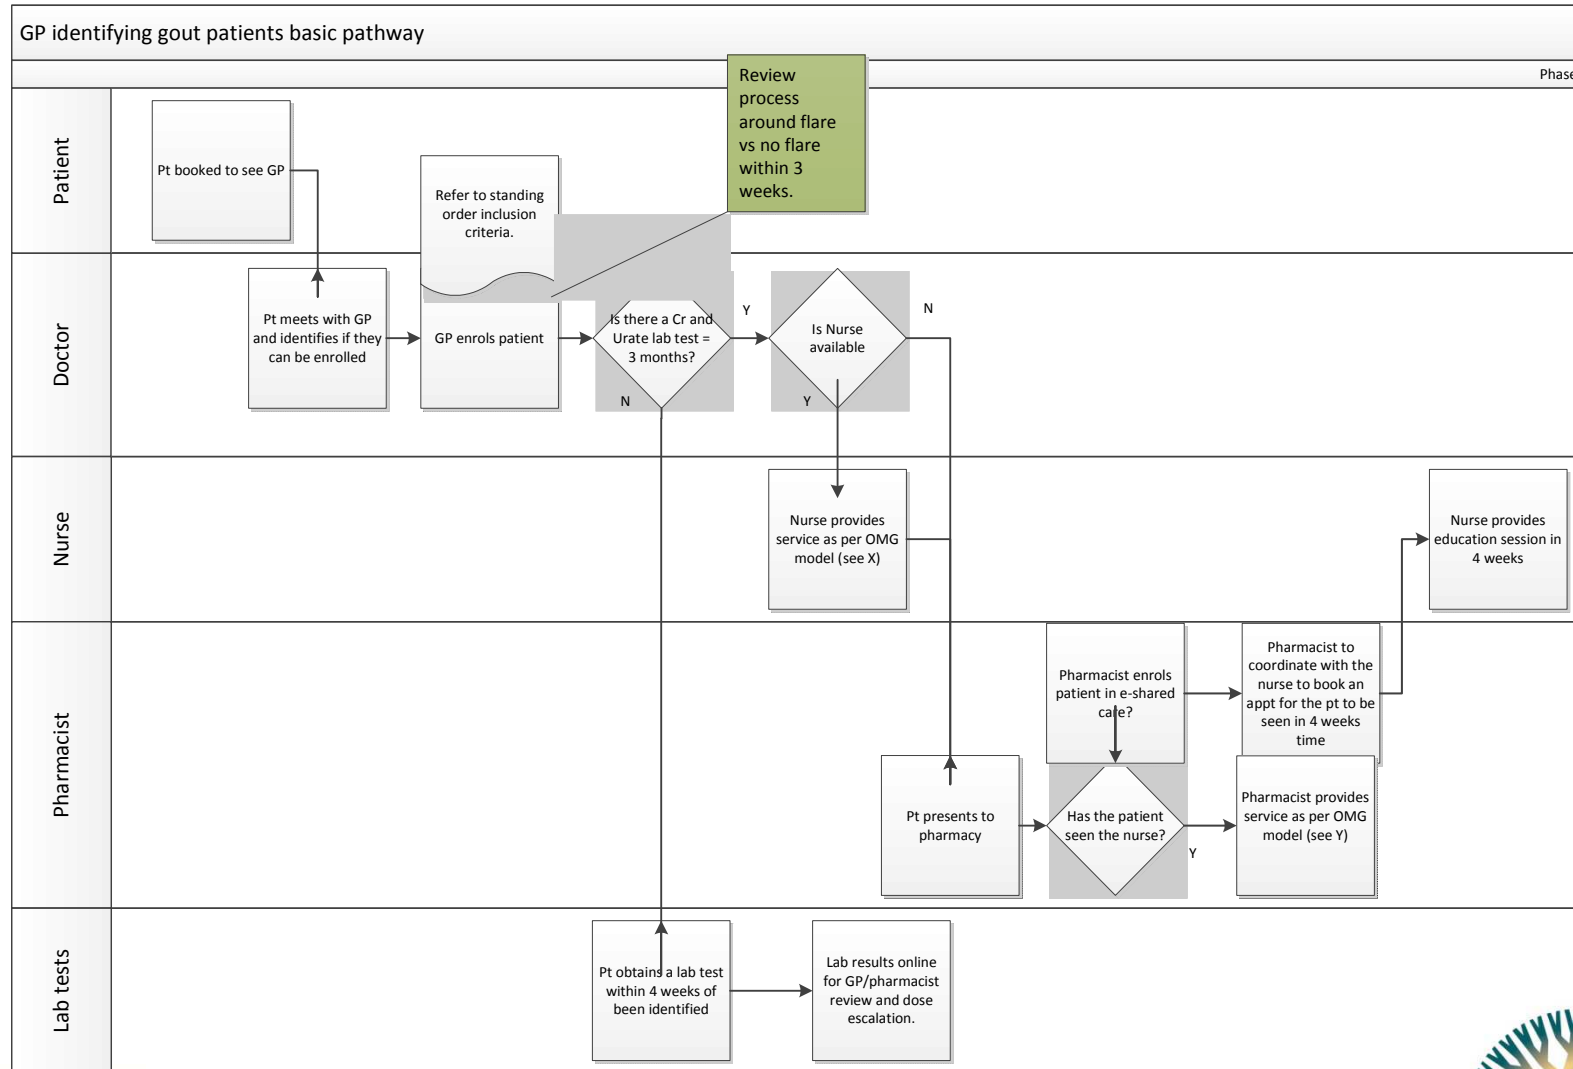 GP identifying gout patients basic pathway
Phase
Review
process
around flare
vs no flare
within 3
weeks.
Patient
Pt booked to see GP
Refer to standing
order inclusion
criteria.
Doctor
Pt meets with GP
and identifies if they
can be enrolled
GP enrols patient
Is there a Cr and
Urate lab test =
3 months?
Y
N
Is Nurse
available
N
Y
Nurse
Nurse provides
service as per OMG
model (see X)
Nurse provides
education session in
4 weeks
Pharmacist
Pharmacist enrols
patient in e-shared
care?
Pharmacist to
coordinate with the
nurse to book an
appt for the pt to be
seen in 4 weeks
time
Pt presents to
pharmacy
Has the patient
seen the nurse?
Y
Pharmacist provides
service as per OMG
model (see Y)
Lab tests
Pt obtains a lab test
within 4 weeks of
been identified
Lab results online
for GP/pharmacist
review and dose
escalation.